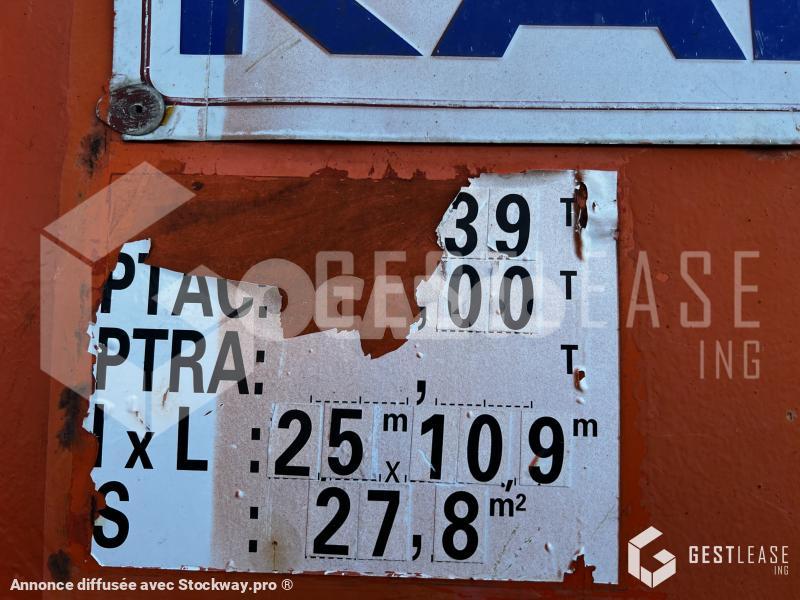 39 T
PTAC: ,00 T
PTRA: , T
l x L : 25 m x 10,9 m
S : 27,8 m²
GESTLEASE
ING
GESTLEASE
ING
Annonce diffusée avec Stockway.pro ®